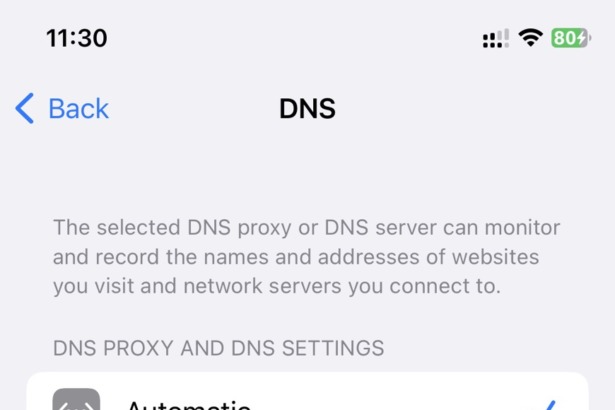 11:30
80
Back
DNS
The selected DNS proxy or DNS server can monitor
and record the names and addresses of websites
you visit and network servers you connect to.
DNS PROXY AND DNS SETTINGS
Automatic